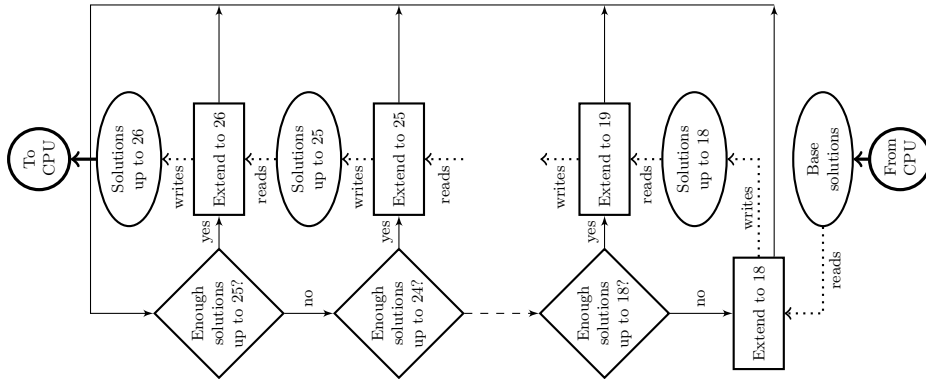 To
CPU
Solutions
up to 26
writes
Enough
solutions
up to 25?
yes
Extend to 26
reads
no
Solutions
up to 25
writes
Enough
solutions
up to 24?
yes
Extend to 25
reads
writes
Enough
solutions
up to 18?
yes
Extend to 19
reads
no
Solutions
up to 18
writes
Extend to 18
reads
Base
solutions
From
CPU